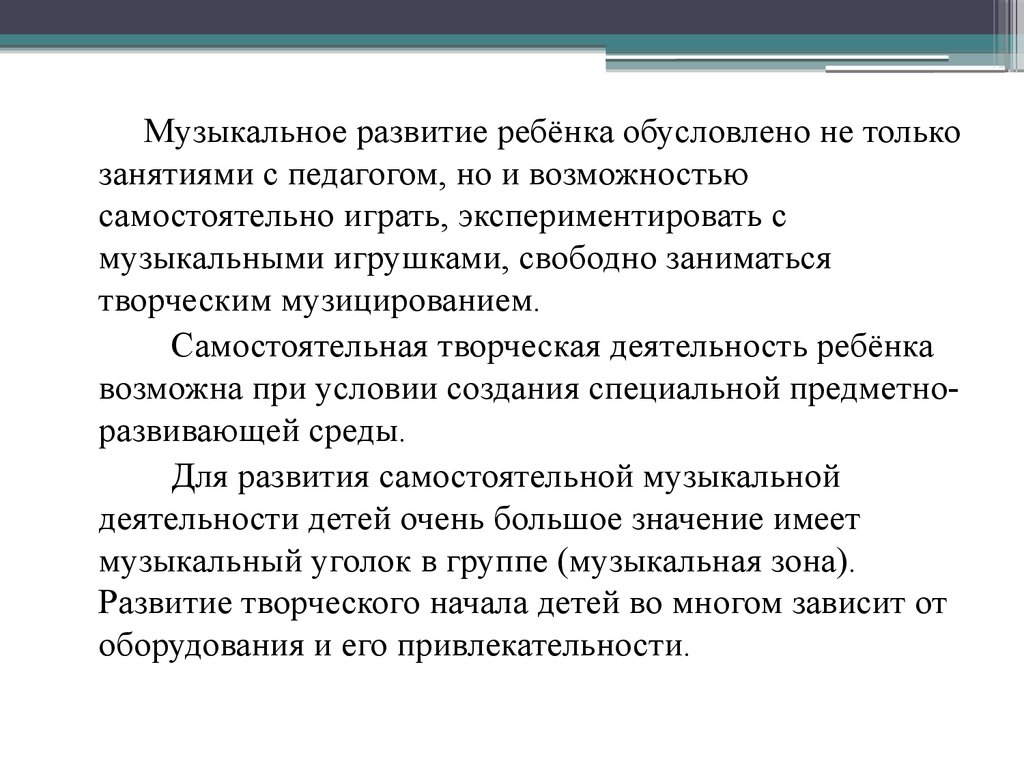 Музыкальное развитие ребёнка обусловлено не только
занятиями с педагогом, но и возможностью
самостоятельно играть, экспериментировать с
музыкальными игрушками, свободно заниматься
творческим музицированием.
Самостоятельная творческая деятельность ребёнка
возможна при условии создания специальной предметно-
развивающей среды.
Для развития самостоятельной музыкальной
деятельности детей очень большое значение имеет
музыкальный уголок в группе (музыкальная зона).
Развитие творческого начала детей во многом зависит от
оборудования и его привлекательности.